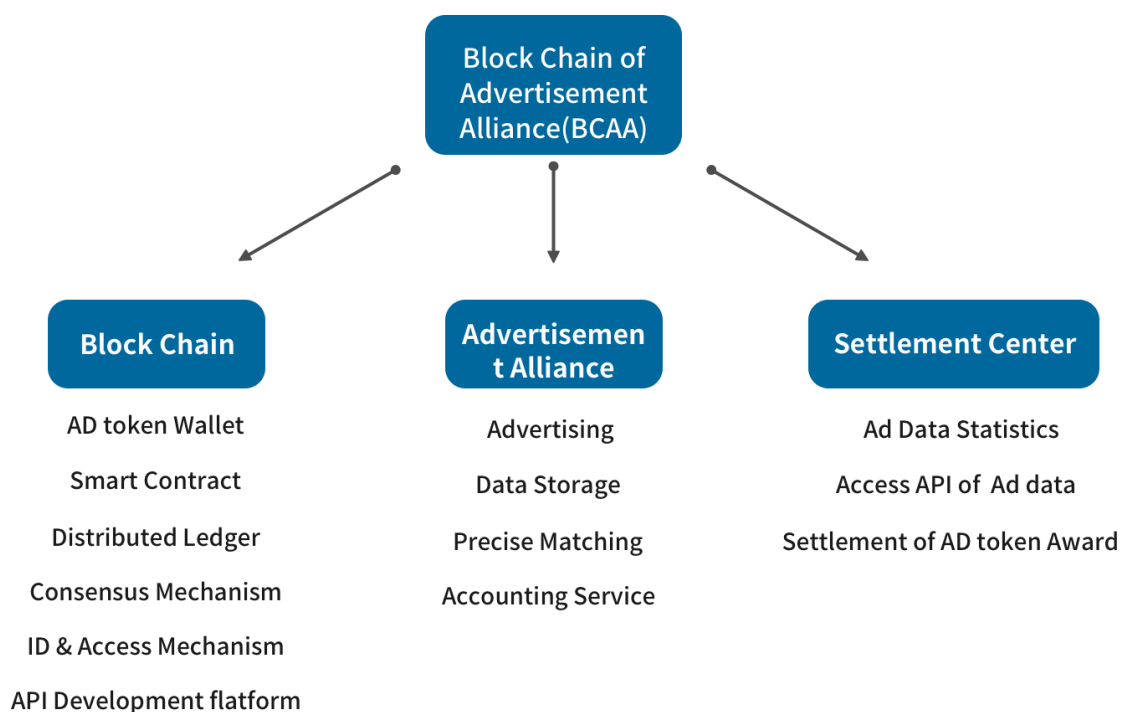 Block Chain of
Advertisement
Alliance(BCAA)
Block Chain
AD token Wallet
Smart Contract
Distributed Ledger
Consensus Mechanism
ID & Access Mechanism
API Development flatform
Advertisemen
t Alliance
Advertising
Data Storage
Precise Matching
Accounting Service
Settlement Center
Ad Data Statistics
Access API of Ad data
Settlement of AD token Award